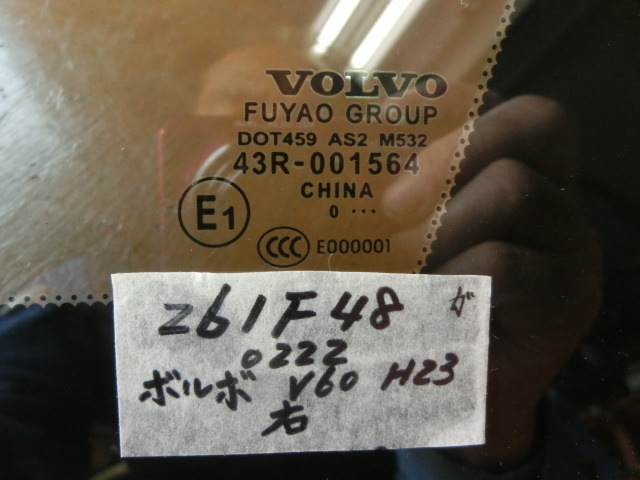 VOLVO
FUYAO GROUP
DOT459 AS2 M532
43R-001564
CHINA
0 ...
E1
CCC E000001
Z61F48 ガ
0222
ボルボ V60 H23
右